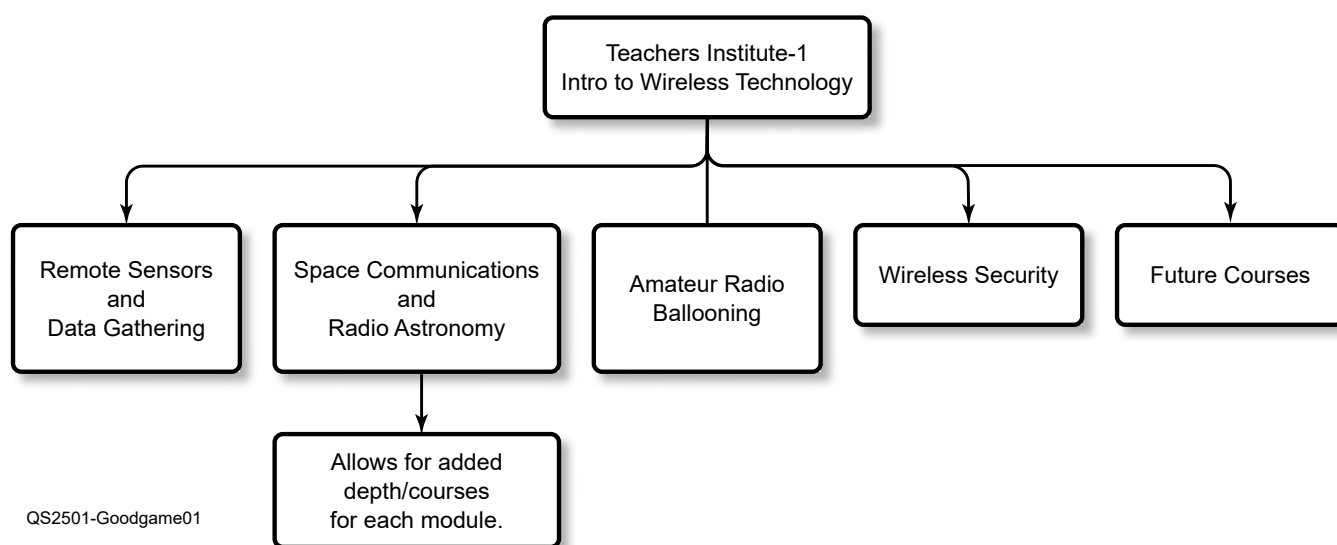 Teachers Institute-1
Intro to Wireless Technology
Remote Sensors
and
Data Gathering
Space Communications
and
Radio Astronomy
Amateur Radio
Ballooning
Wireless Security
Future Courses
Allows for added
depth/courses
for each module.
QS2501-Goodgame01